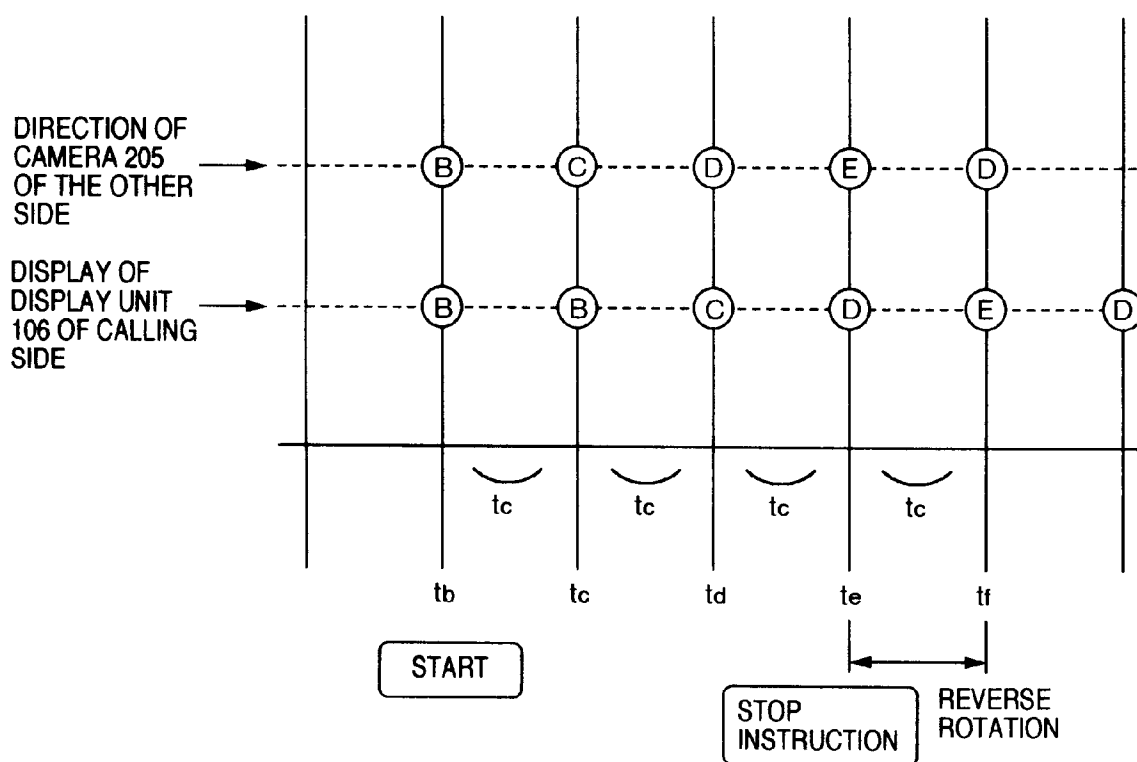 DIRECTION OF
CAMERA 205
OF THE OTHER
SIDE
B C D E D
DISPLAY OF
DISPLAY UNIT
106 OF CALLING
SIDE
B B C D E D
tc tc tc tc
tb tc td te tf
START
STOP
INSTRUCTION
REVERSE
ROTATION